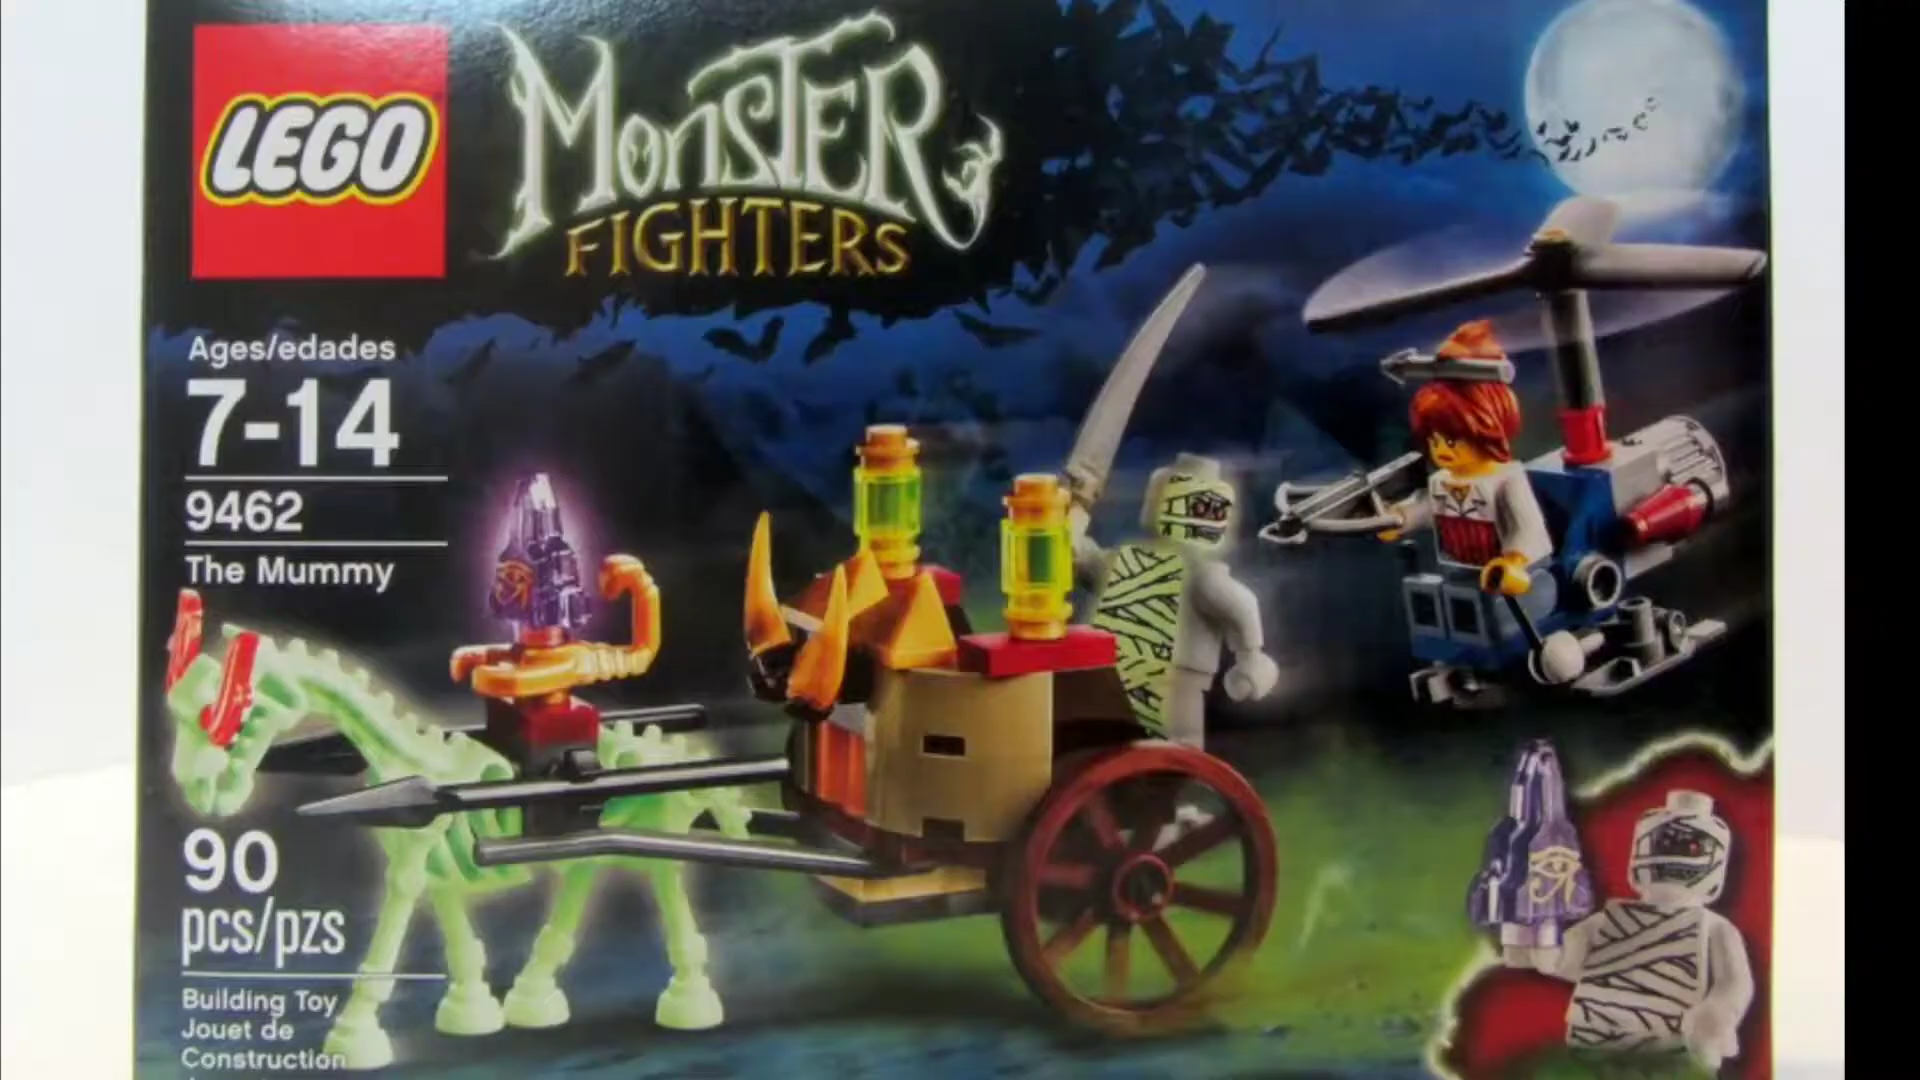 LEGO
MONSTER
FIGHTERS
Ages/edades
7-14
9462
The Mummy
90
pcs/pzs
Building Toy
Jouet de
Construction